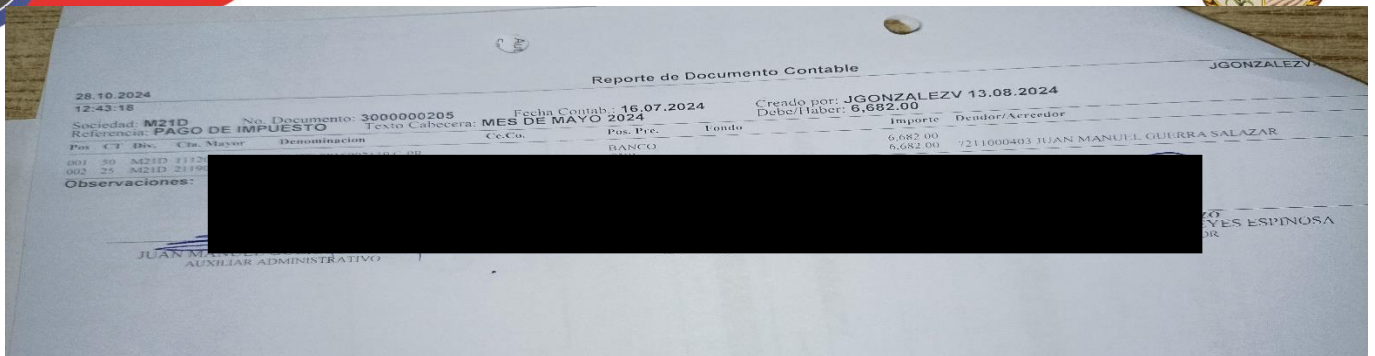 Reporte de Documento Contable
JGONZALEZV
28.10.2024
12:43:18
Sociedad: M21D No. Documento: 3000000205 Fecha Contab.: 16.07.2024 Creado por: JGONZALEZV 13.08.2024
Referencia: PAGO DE IMPUESTO Texto Cabecera: MES DE MAYO 2024 Debe/Haber: 6,682.00
Pos CT Div. Cta. Mayor Denominacion Ce.Co. Pos. Pre. Fondo Importe Deudor/Acreedor
001 50 M21D BANCO 6,682.00
002 25 M21D 6,682.00 7211000403 JUAN MANUEL GUERRA SALAZAR
Observaciones:
YES ESPINOSA
JUAN
AUXILIAR ADMINISTRATIVO